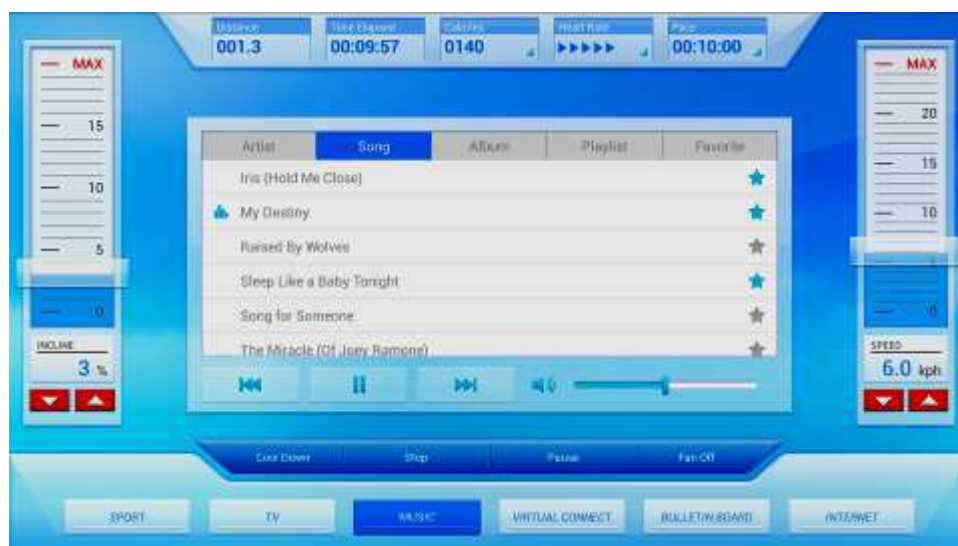 Distance Time Elapsed Calories Heart Rate Pace
001.3 00:09:57 0140 00:10:00
MAX
15
10
5
0
INCLINE
3 %
Artist Song Album Playlist Favorite
Iris (Hold Me Close)
My Destiny
Raised By Wolves
Sleep Like a Baby Tonight
Song for Someone
The Miracle (Of Joey Ramone)
MAX
20
15
10
5
0
SPEED
6.0 kph
Cool Down Stop Pause Fan Off
SPORT TV MUSIC VIRTUAL CONNECT BULLETIN BOARD INTERNET